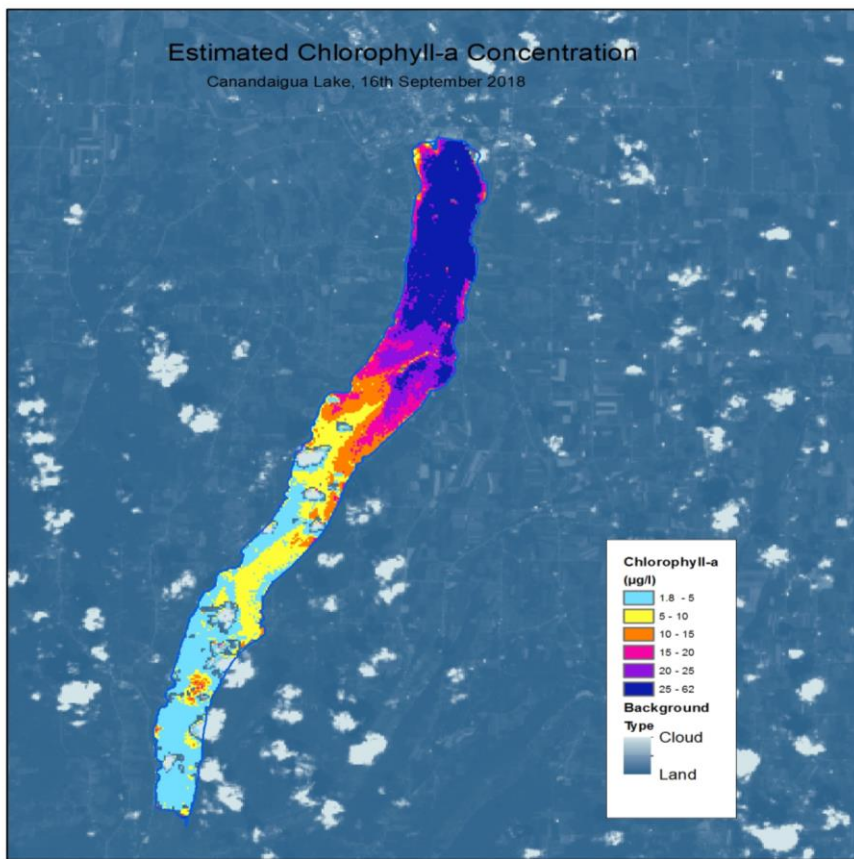 Estimated Chlorophyll-a Concentration
Canandaigua Lake, 16th September 2018
Chlorophyll-a
(µg/l)
1.8 - 5
5 - 10
10 - 15
15 - 20
20 - 25
25 - 62
Background
Type
Cloud
Land